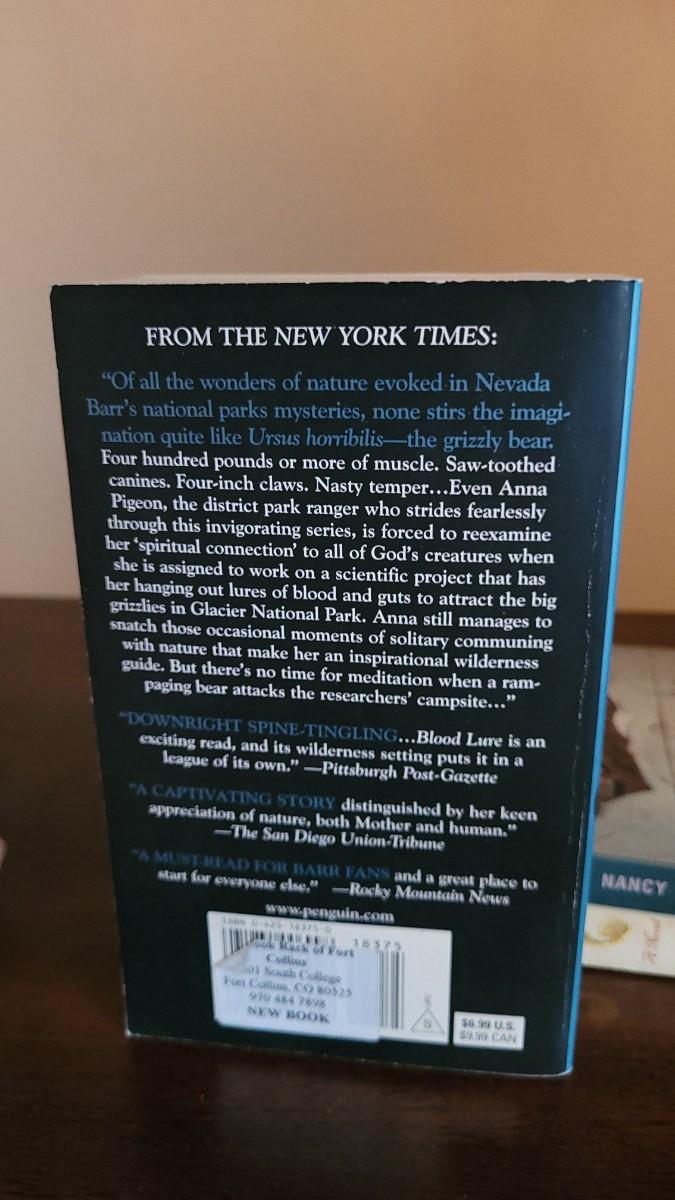 FROM THE NEW YORK TIMES:
“Of all the wonders of nature evoked in Nevada
Barr’s national parks mysteries, none stirs the imagi-
nation quite like Ursus horribilis—the grizzly bear.
Four hundred pounds or more of muscle. Saw-toothed
canines. Four-inch claws. Nasty temper…Even Anna
Pigeon, the district park ranger who strides fearlessly
through this invigorating series, is forced to reexamine
her ‘spiritual connection’ to all of God’s creatures when
she is assigned to work on a scientific project that has
her hanging out lures of blood and guts to attract the big
grizzlies in Glacier National Park. Anna still manages to
snatch those occasional moments of solitary communing
with nature that make her an inspirational wilderness
guide. But there’s no time for meditation when a ram-
paging bear attacks the researchers’ campsite…”
“DOWNRIGHT SPINE-TINGLING…Blood Lure is an
exciting read, and its wilderness setting puts it in a
league of its own.” —Pittsburgh Post-Gazette
“A CAPTIVATING STORY distinguished by her keen
appreciation of nature, both Mother and human.”
—The San Diego Union-Tribune
“A MUST-READ FOR BARR FANS and a great place to
start for everyone else.” —Rocky Mountain News
www.penguin.com
18375
Rack of Fort
Collins
South College
Fort Collins, CO 80525
970 484 7898
NEW BOOK
S
$6.99 U.S.
$9.99 CAN
NANCY